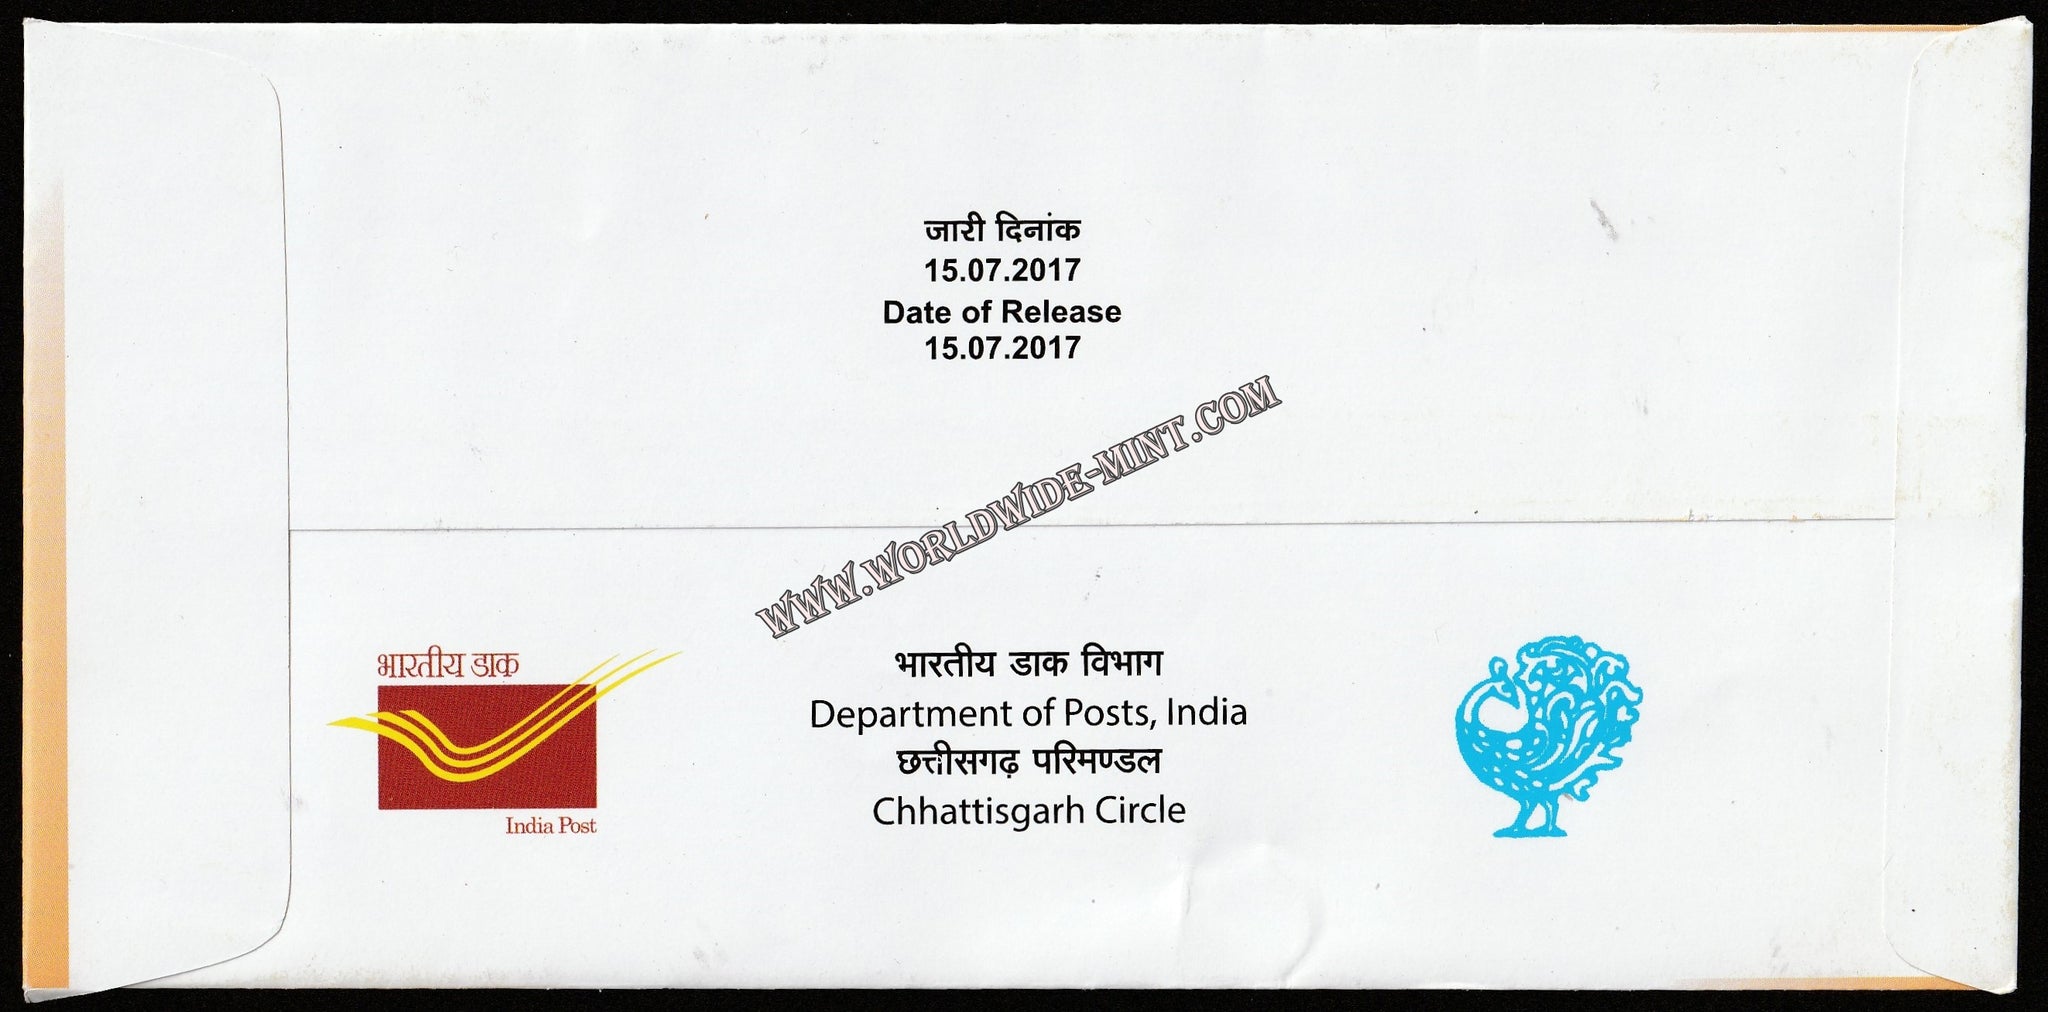 जारी दिनांक
15.07.2017
Date of Release
15.07.2017
WWW.WORLDWIDE-MINT.COM
भारतीय डाक
India Post
भारतीय डाक विभाग
Department of Posts, India
छत्तीसगढ़ परिमण्डल
Chhattisgarh Circle